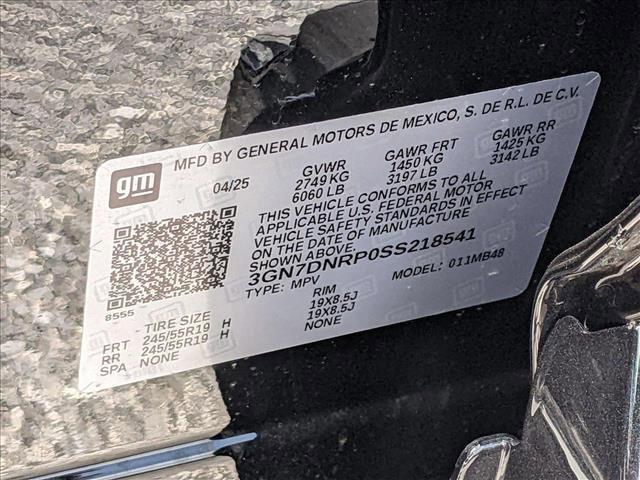 MFD BY GENERAL MOTORS DE MEXICO, S. DE R.L. DE C.V.
gm
04/25
GVWR GAWR FRT GAWR RR
2749 KG 1450 KG 1425 KG
6060 LB 3197 LB 3142 LB
THIS VEHICLE CONFORMS TO ALL
APPLICABLE U.S. FEDERAL MOTOR
VEHICLE SAFETY STANDARDS IN EFFECT
ON THE DATE OF MANUFACTURE
SHOWN ABOVE.
3GN7DNRP0SS218541
TYPE: MPV MODEL: 011MB48
8555
TIRE SIZE RIM
FRT 245/55R19 H 19X8.5J
RR 245/55R19 H 19X8.5J
SPA NONE NONE